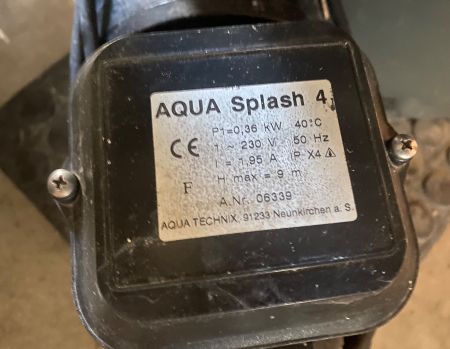 AQUA Splash 4
P1=0,36 kW 40°C
CE 1 ~ 230 V 50 Hz
I = 1,95 A IP X4
F H max = 9 m
A.Nr. 06339
AQUA TECHNIX 91233 Neunkirchen a. S.